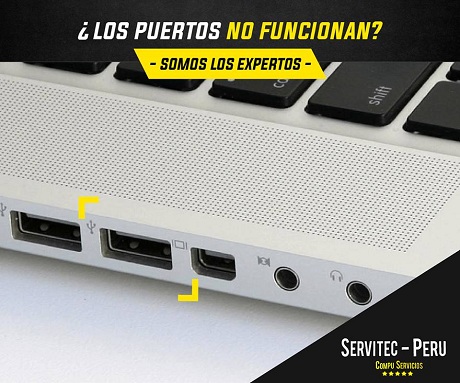 ¿LOS PUERTOS NO FUNCIONAN?
- SOMOS LOS EXPERTOS -
shift
SERVITEC - PERU
COMPU SERVICIOS